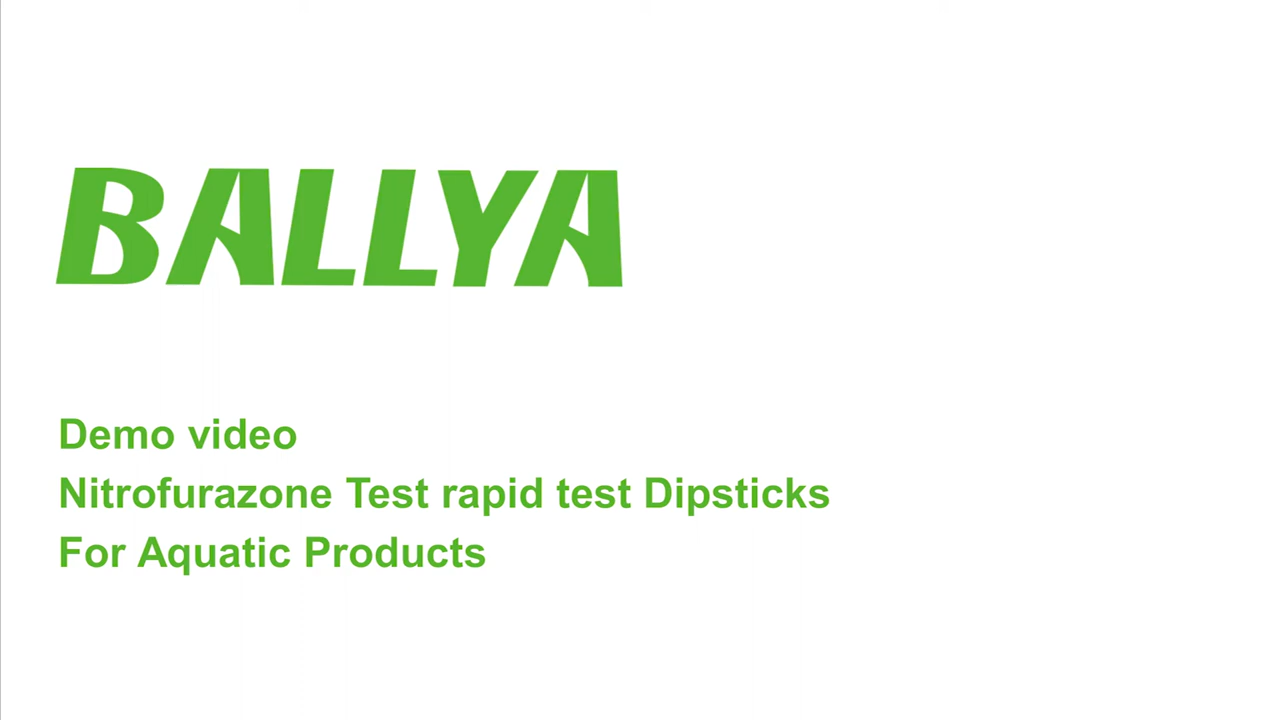 BALLYA
Demo video
Nitrofurazone Test rapid test Dipsticks
For Aquatic Products